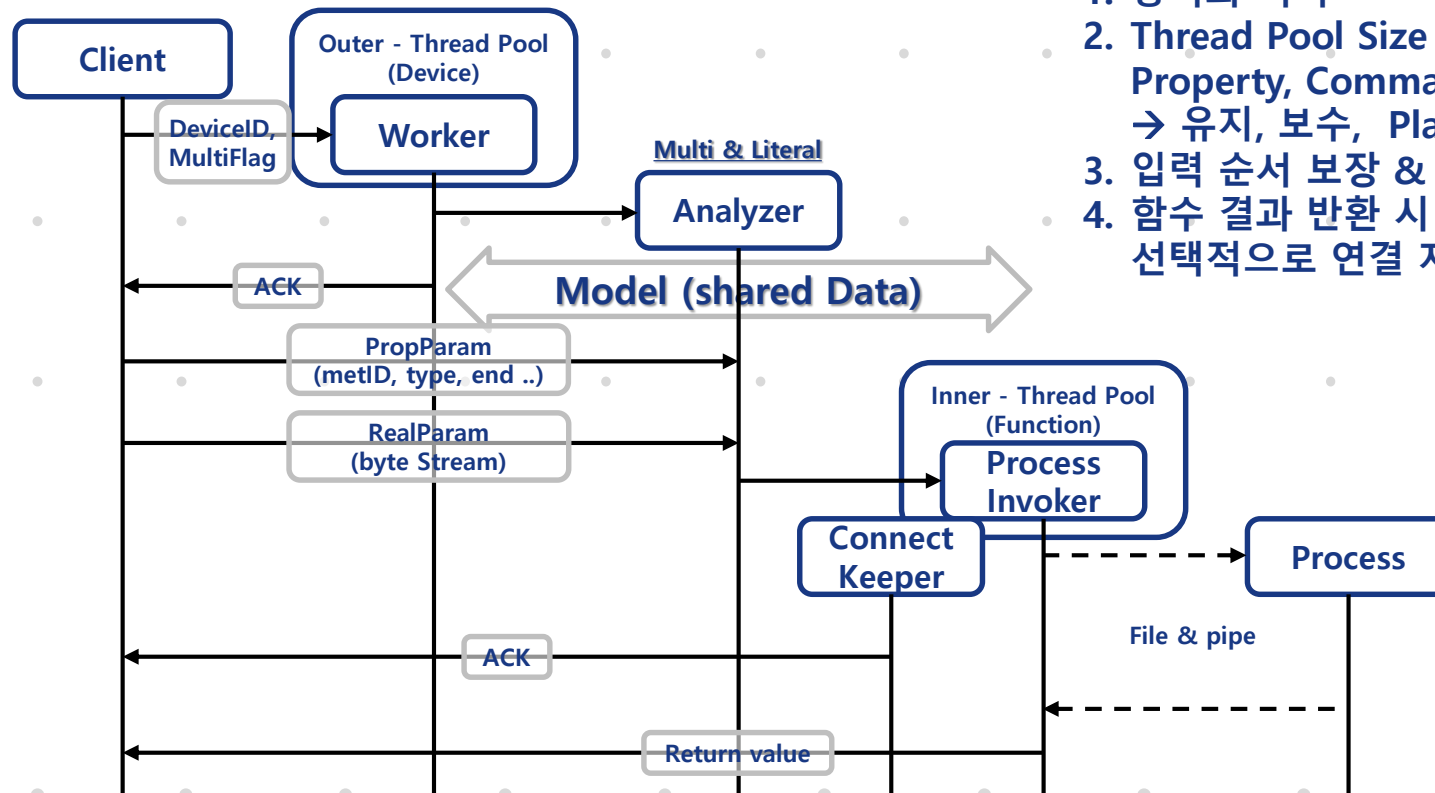 Client
Outer - Thread Pool
(Device)
Worker
DeviceID,
MultiFlag
Multi & Literal
Analyzer
2. Thread Pool Size
Property,
→ 유지, 보수,
3. 입력 순서 보장 &
4. 함수 결과 반환 시
선택적으로 연결
ACK
Model (shared Data)
PropParam
(metID, type, end ..)
RealParam
(byte Stream)
Inner - Thread Pool
(Function)
Process
Invoker
Connect
Keeper
Process
File & pipe
ACK
Return value